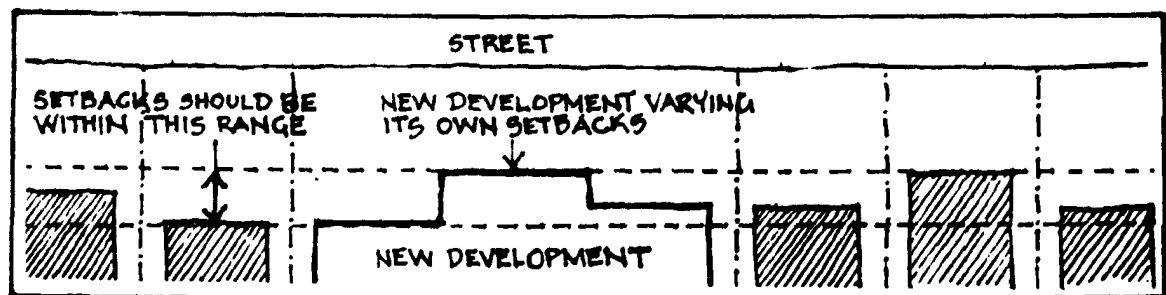 STREET
SETBACKS SHOULD BE
WITHIN THIS RANGE
NEW DEVELOPMENT VARYING
ITS OWN SETBACKS
NEW DEVELOPMENT